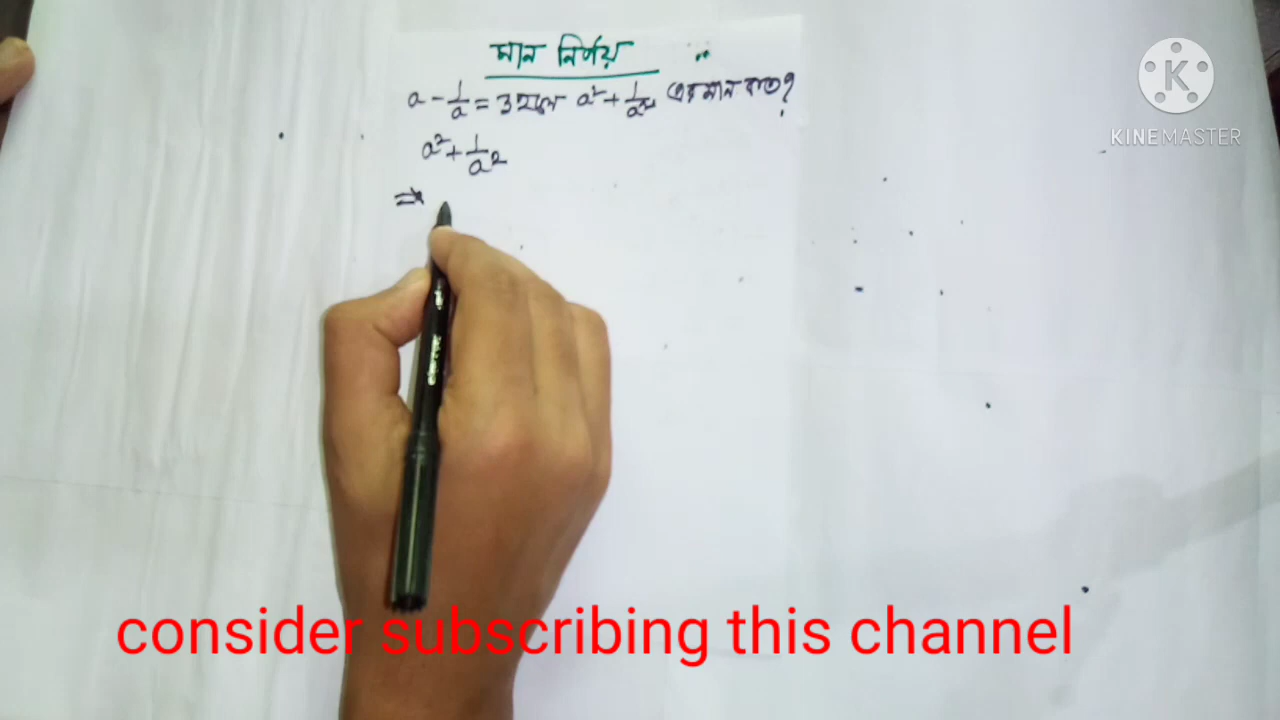 মান নির্ণয়
a - 1/a = 3 হলে a² + 1/a² এর মান কত?
a² + 1/a²
⇒
K
KINEMASTER
consider subscribing this channel